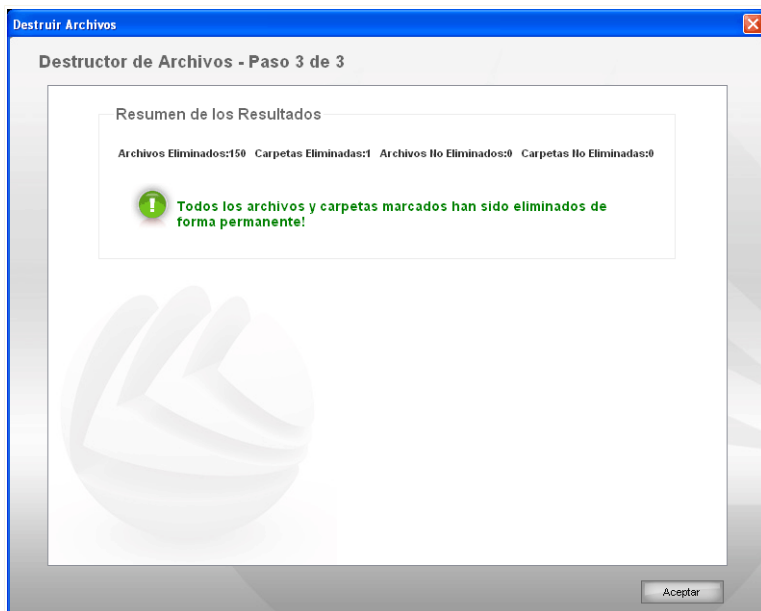 Destruir Archivos
Destructor de Archivos - Paso 3 de 3
Resumen de los Resultados
Archivos Eliminados:150 Carpetas Eliminadas:1 Archivos No Eliminados:0 Carpetas No Eliminadas:0
Todos los archivos y carpetas marcados han sido eliminados de
forma permanente!
Aceptar